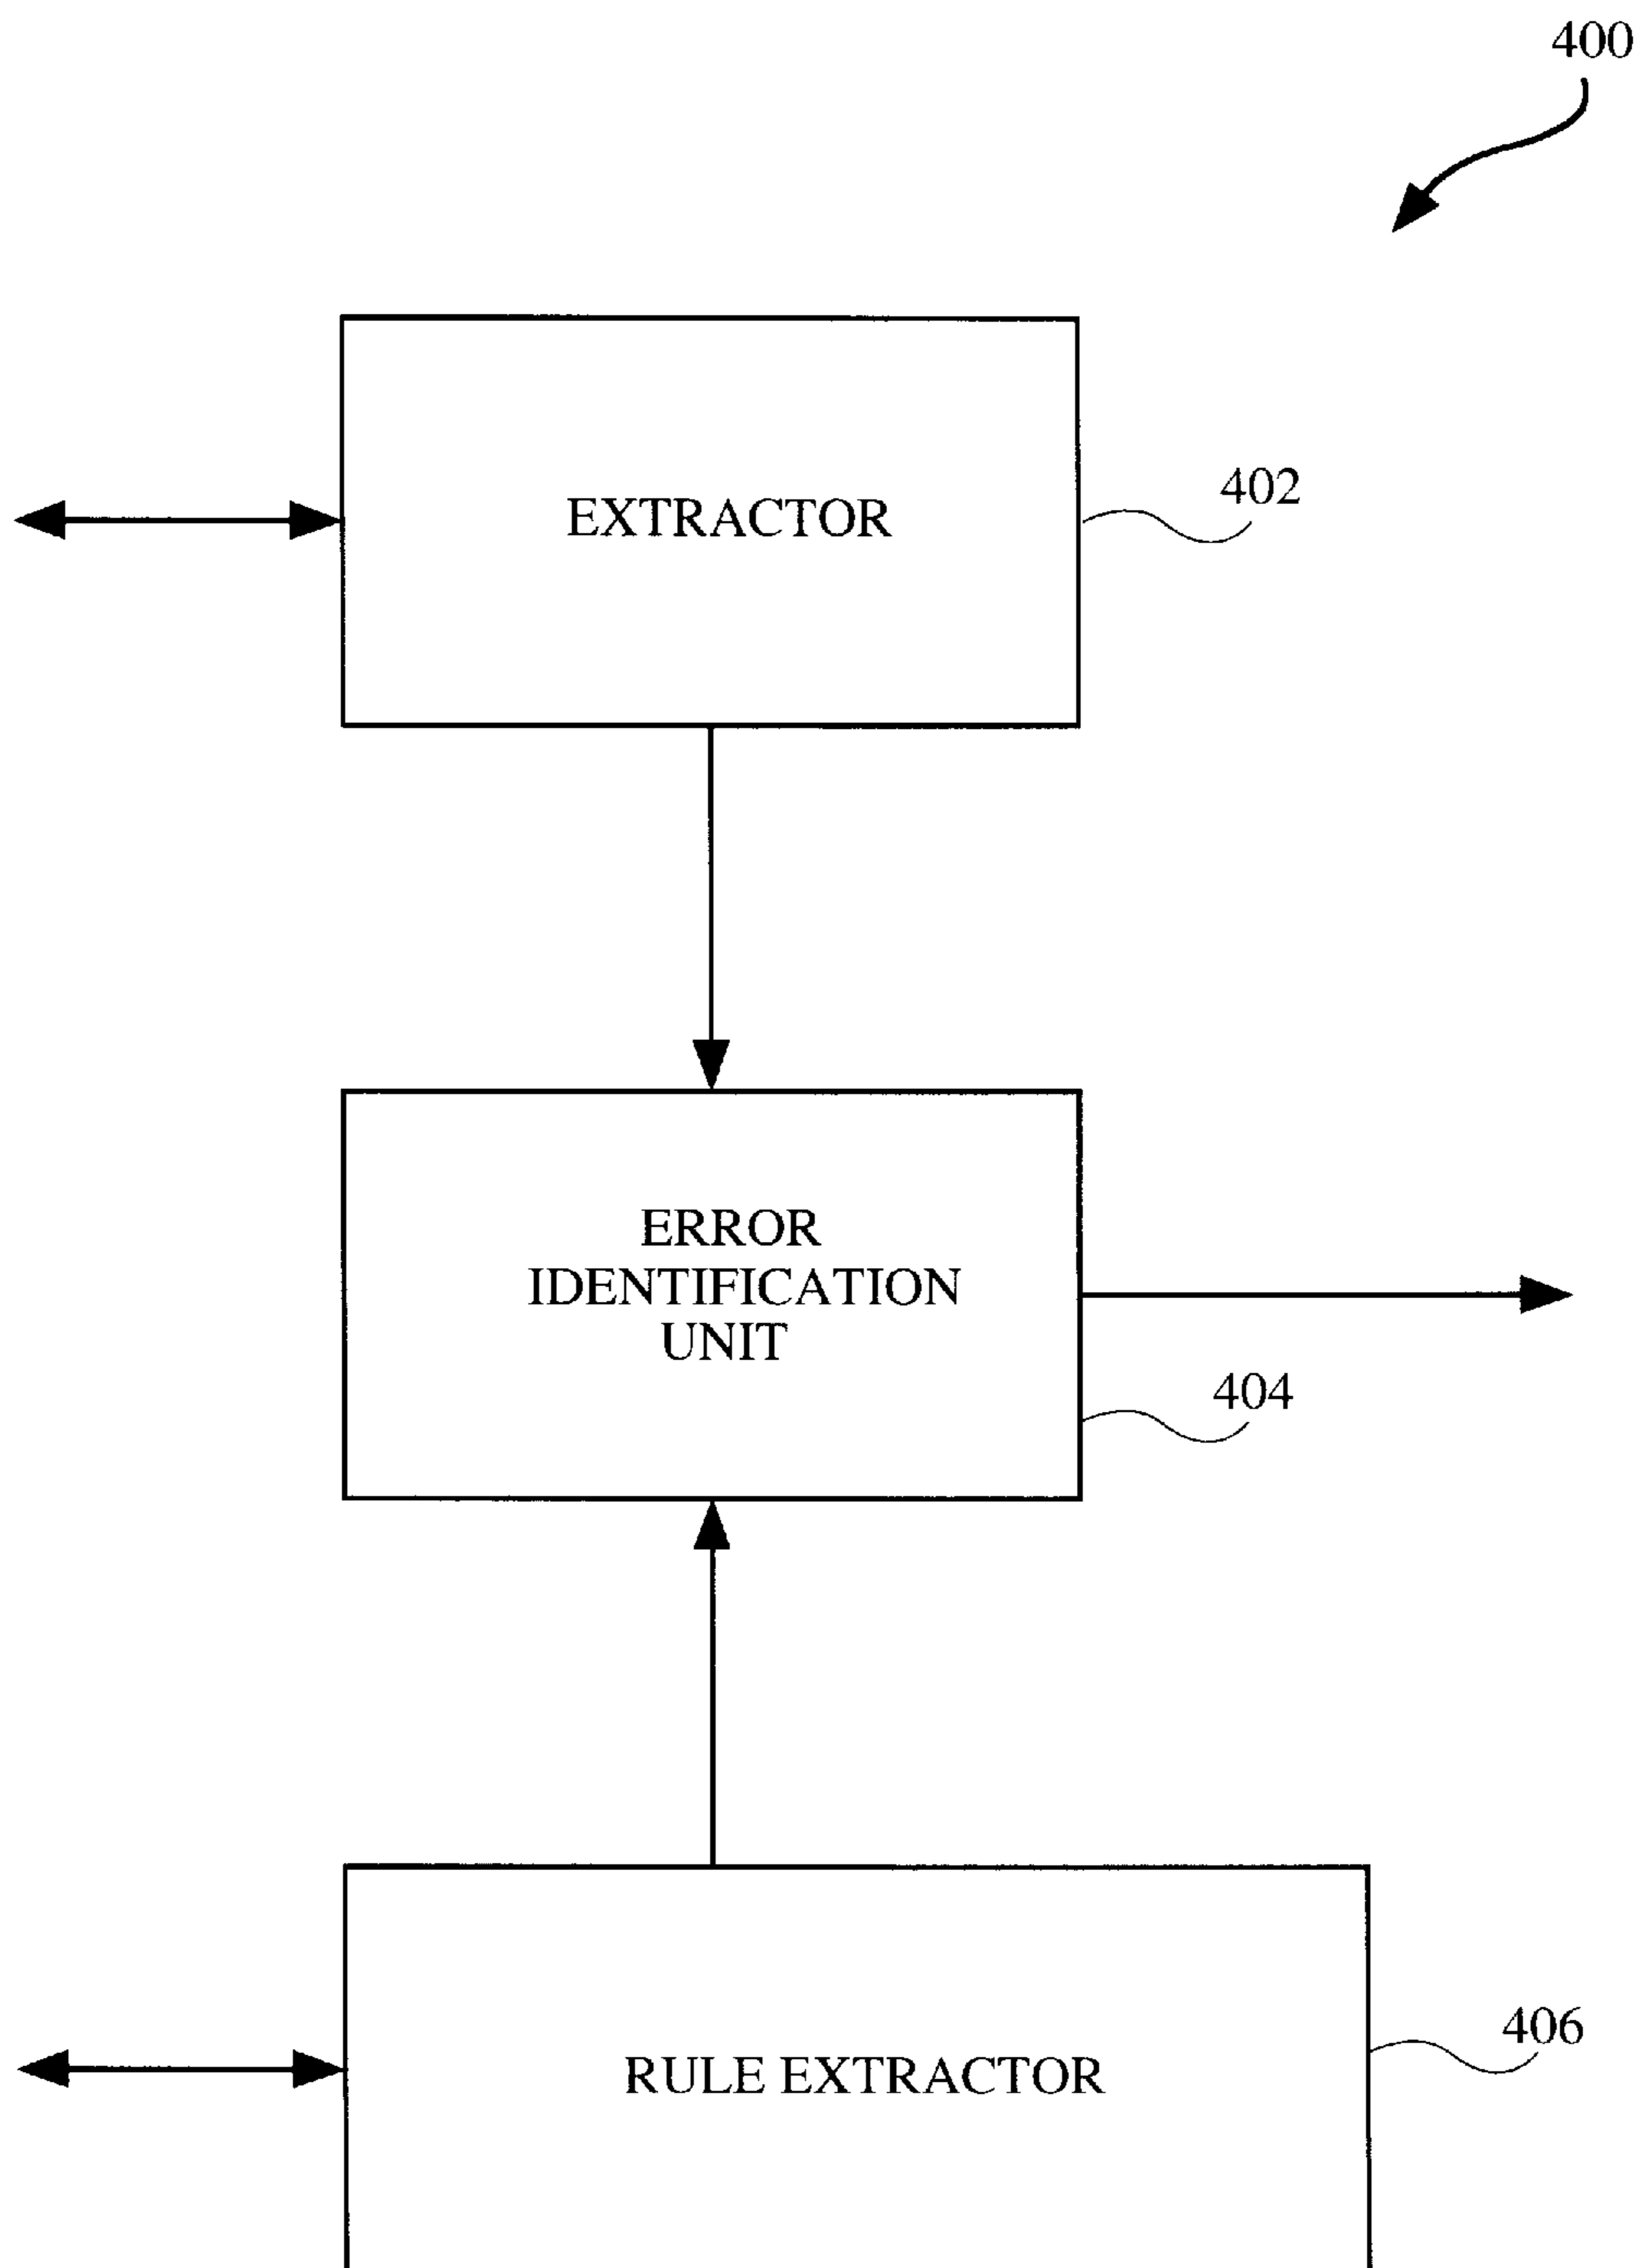 400
EXTRACTOR
402
ERROR
IDENTIFICATION
UNIT
404
406
RULE EXTRACTOR